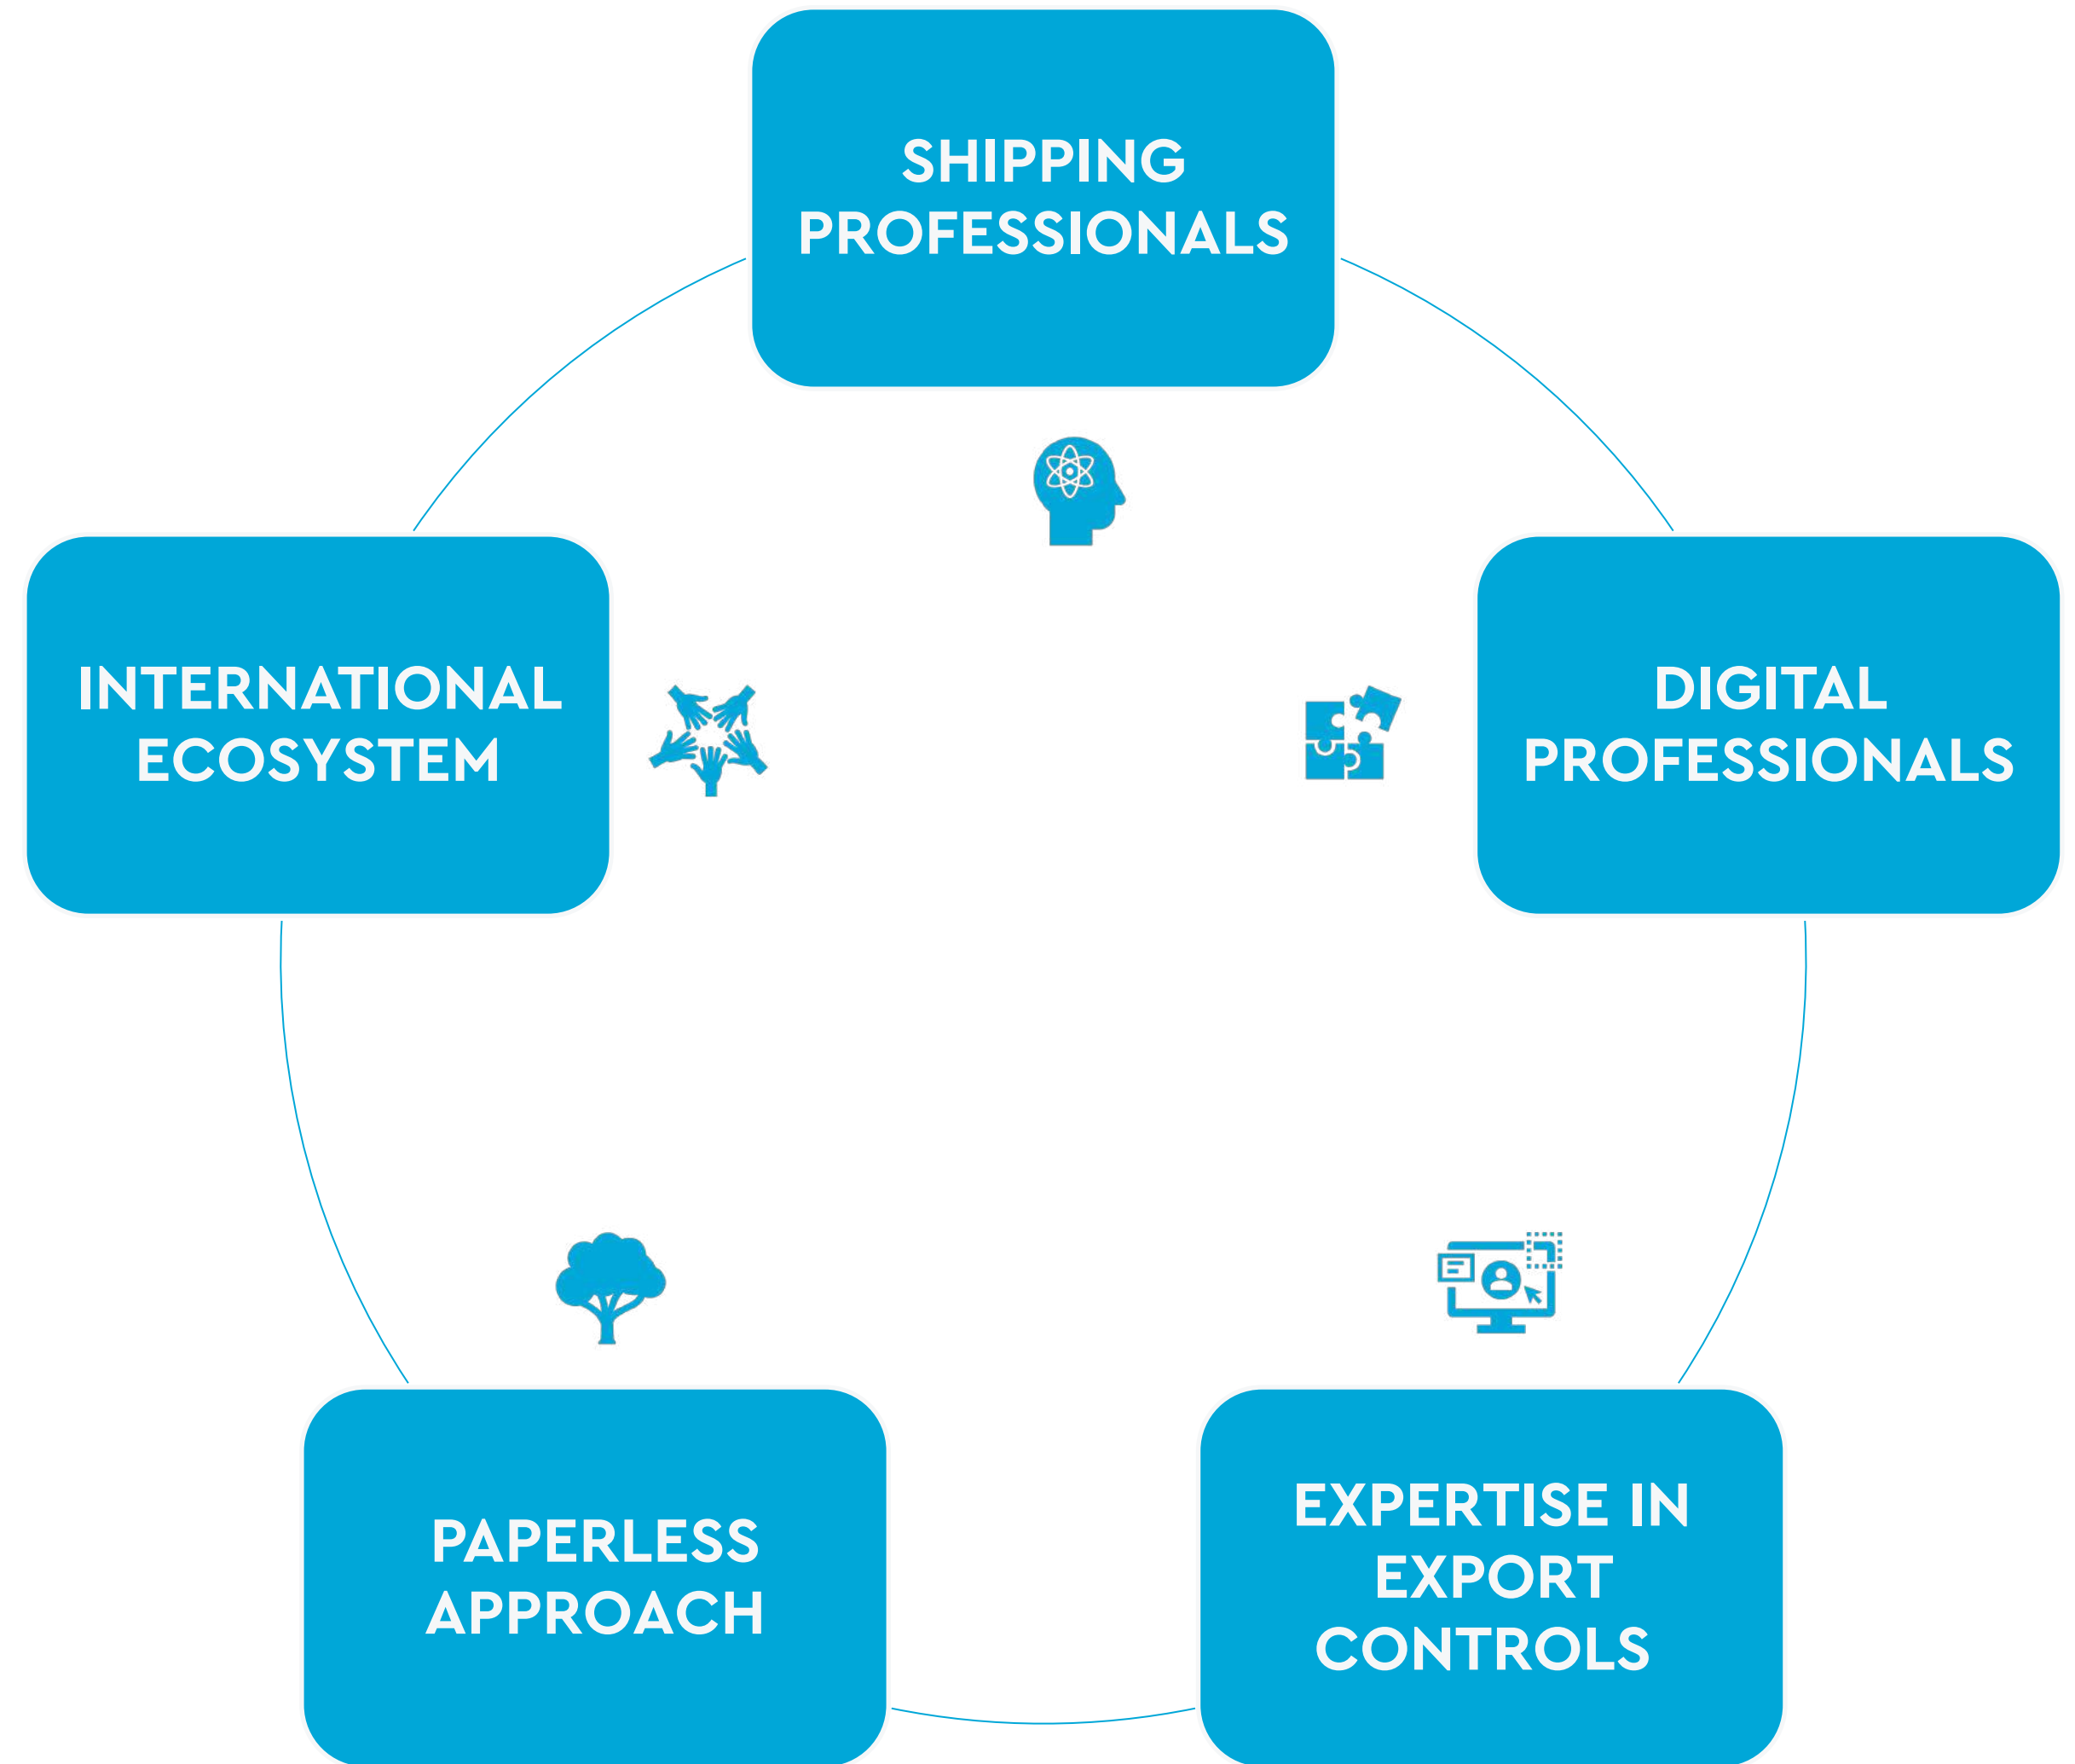 SHIPPING
PROFESSIONALS
INTERNATIONAL
ECOSYSTEM
DIGITAL
PROFESSIONALS
PAPERLESS
APPROACH
EXPERTISE IN
EXPORT
CONTROLS